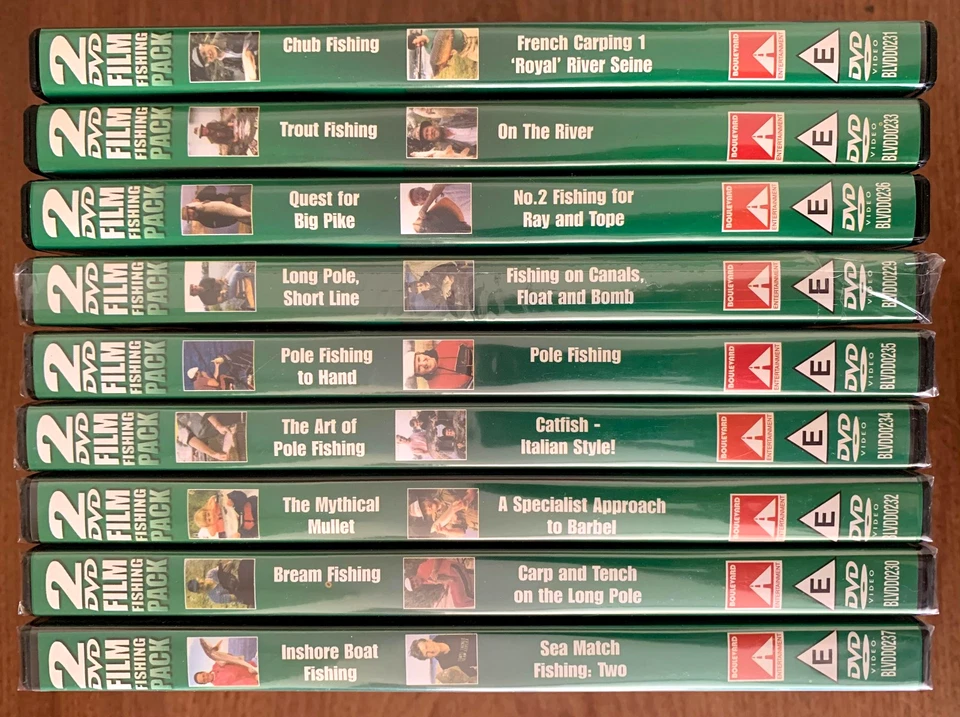 2 DVD FILM FISHING PACK
Chub Fishing
French Carping 1
'Royal' River Seine
BOULEVARD ENTERTAINMENT
E
DVD VIDEO
BLVDD0231
2 DVD FILM FISHING PACK
Trout Fishing
On The River
BOULEVARD ENTERTAINMENT
E
DVD VIDEO
BLVDD0233
2 DVD FILM FISHING PACK
Quest for
Big Pike
No.2 Fishing for
Ray and Tope
BOULEVARD ENTERTAINMENT
E
DVD VIDEO
BLVDD0236
2 DVD FILM FISHING PACK
Long Pole,
Short Line
Fishing on Canals,
Float and Bomb
BOULEVARD ENTERTAINMENT
E
DVD VIDEO
BLVDD0229
2 DVD FILM FISHING PACK
Pole Fishing
to Hand
Pole Fishing
BOULEVARD ENTERTAINMENT
E
DVD VIDEO
BLVDD0235
2 DVD FILM FISHING PACK
The Art of
Pole Fishing
Catfish -
Italian Style!
BOULEVARD ENTERTAINMENT
E
DVD VIDEO
BLVDD0234
2 DVD FILM FISHING PACK
The Mythical
Mullet
A Specialist Approach
to Barbel
BOULEVARD ENTERTAINMENT
E
DVD VIDEO
BLVDD0232
2 DVD FILM FISHING PACK
Bream Fishing
Carp and Tench
on the Long Pole
BOULEVARD ENTERTAINMENT
E
DVD VIDEO
BLVDD0230
2 DVD FILM FISHING PACK
Inshore Boat
Fishing
Sea Match
Fishing: Two
BOULEVARD ENTERTAINMENT
E
DVD VIDEO
BLVDD0237